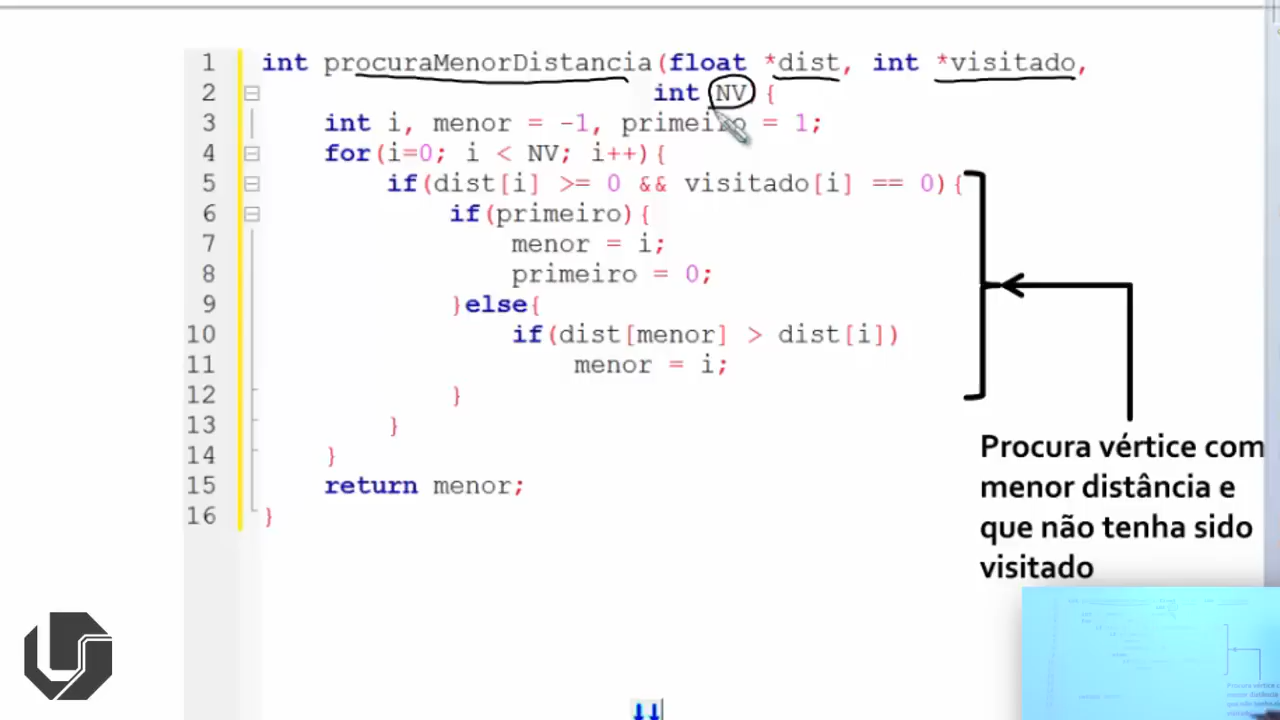 1 int procuraMenorDistancia(float *dist, int *visitado,
2 int NV {
3 int i, menor = -1, primeiro = 1;
4 for(i=0; i < NV; i++){
5 if(dist[i] >= 0 && visitado[i] == 0){
6 if(primeiro){
7 menor = i;
8 primeiro = 0;
9 }else{
10 if(dist[menor] > dist[i])
11 menor = i;
12 }
13 }
14 }
15 return menor;
16 }
Procura vértice com
menor distância e
que não tenha sido
visitado